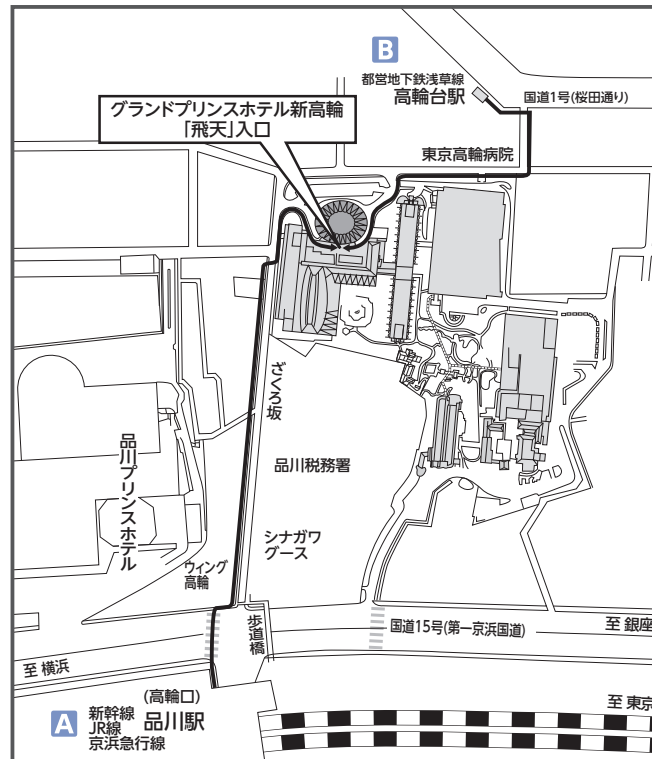 B
都営地下鉄浅草線
高輪台駅
国道1号(桜田通り)
グランドプリンスホテル新高輪
「飛天」入口
東京高輪病院
ざくろ坂
品川プリンスホテル
品川税務署
シナガワ
グース
ウィング
高輪
歩道橋
国道15号(第一京浜国道)
至 銀座
至 横浜
(高輪口)
A
新幹線
JR線
京浜急行線
品川駅
至 東京